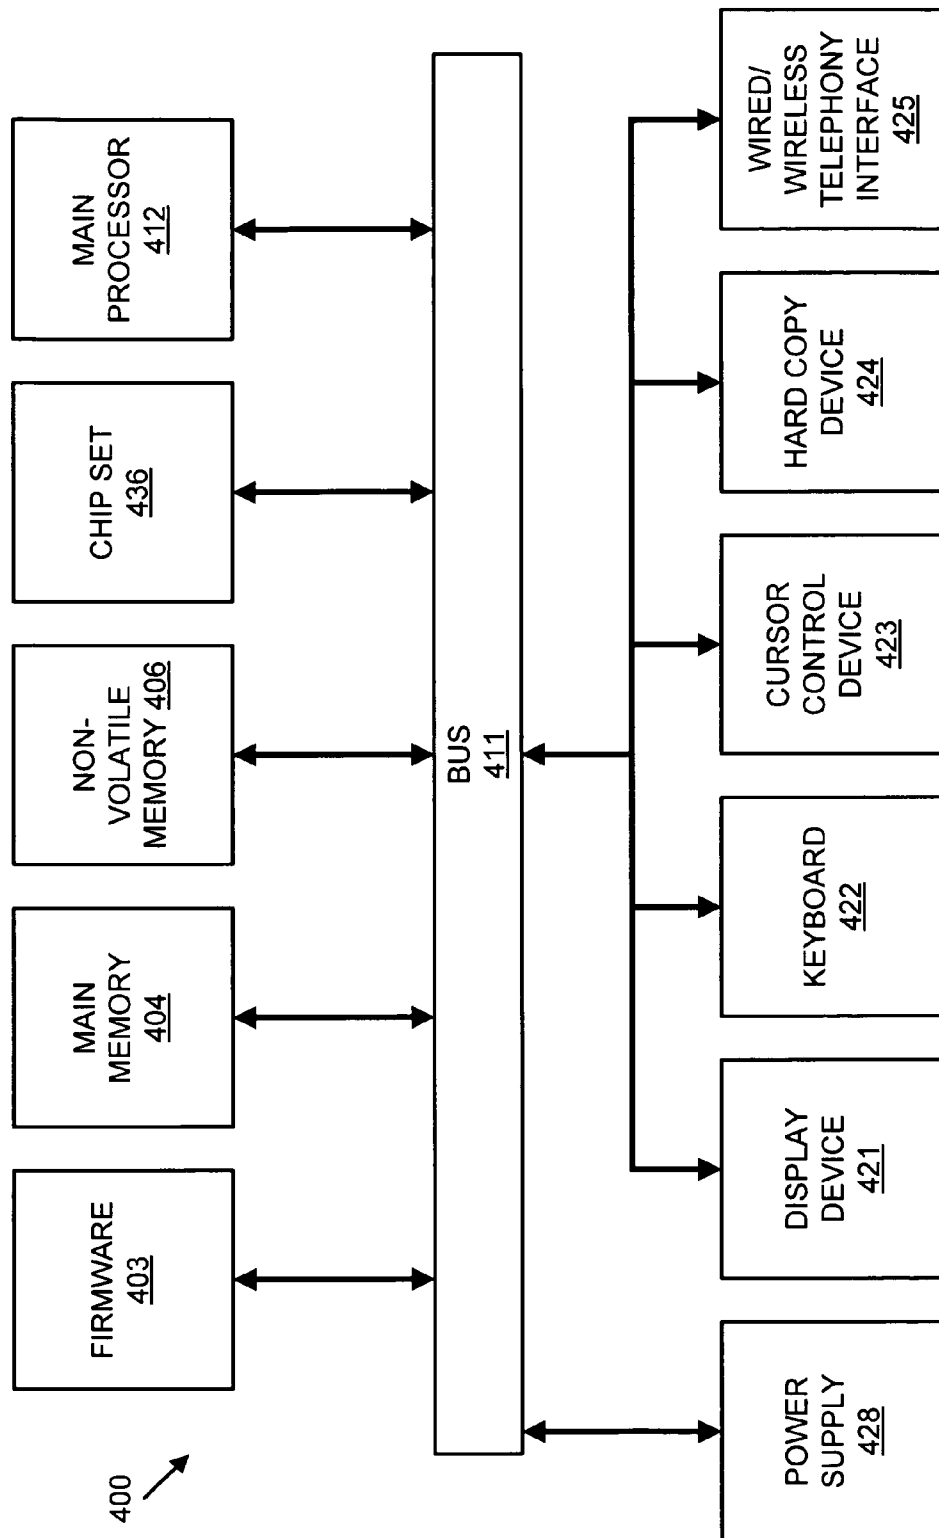 400
FIRMWARE
403
MAIN
MEMORY
404
NON-
VOLATILE
MEMORY 406
CHIP SET
436
MAIN
PROCESSOR
412
BUS
411
POWER
SUPPLY
428
DISPLAY
DEVICE
421
KEYBOARD
422
CURSOR
CONTROL
DEVICE
423
HARD COPY
DEVICE
424
WIRED/
WIRELESS
TELEPHONY
INTERFACE
425